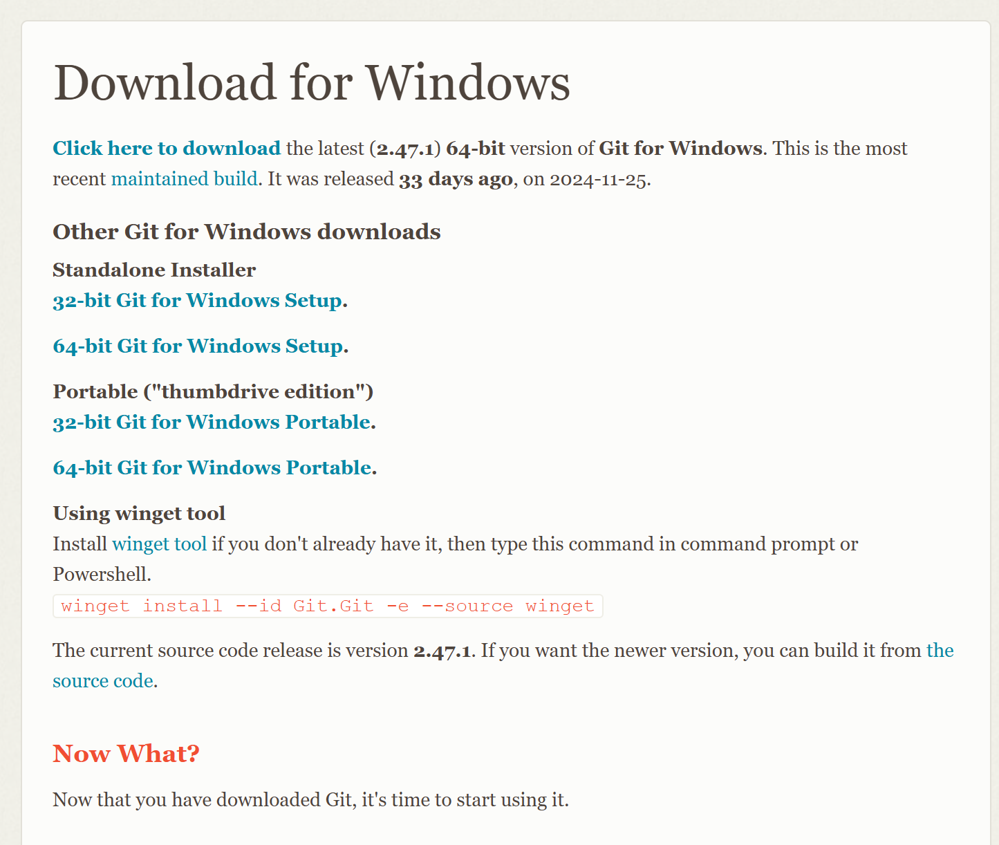 Download for Windows
Click here to download the latest (2.47.1) 64-bit version of Git for Windows. This is the most
recent maintained build. It was released 33 days ago, on 2024-11-25.
Other Git for Windows downloads
Standalone Installer
32-bit Git for Windows Setup.
64-bit Git for Windows Setup.
Portable ("thumbdrive edition")
32-bit Git for Windows Portable.
64-bit Git for Windows Portable.
Using winget tool
Install winget tool if you don't already have it, then type this command in command prompt or
Powershell.
winget install --id Git.Git -e --source winget
The current source code release is version 2.47.1. If you want the newer version, you can build it from the
source code.
Now What?
Now that you have downloaded Git, it's time to start using it.